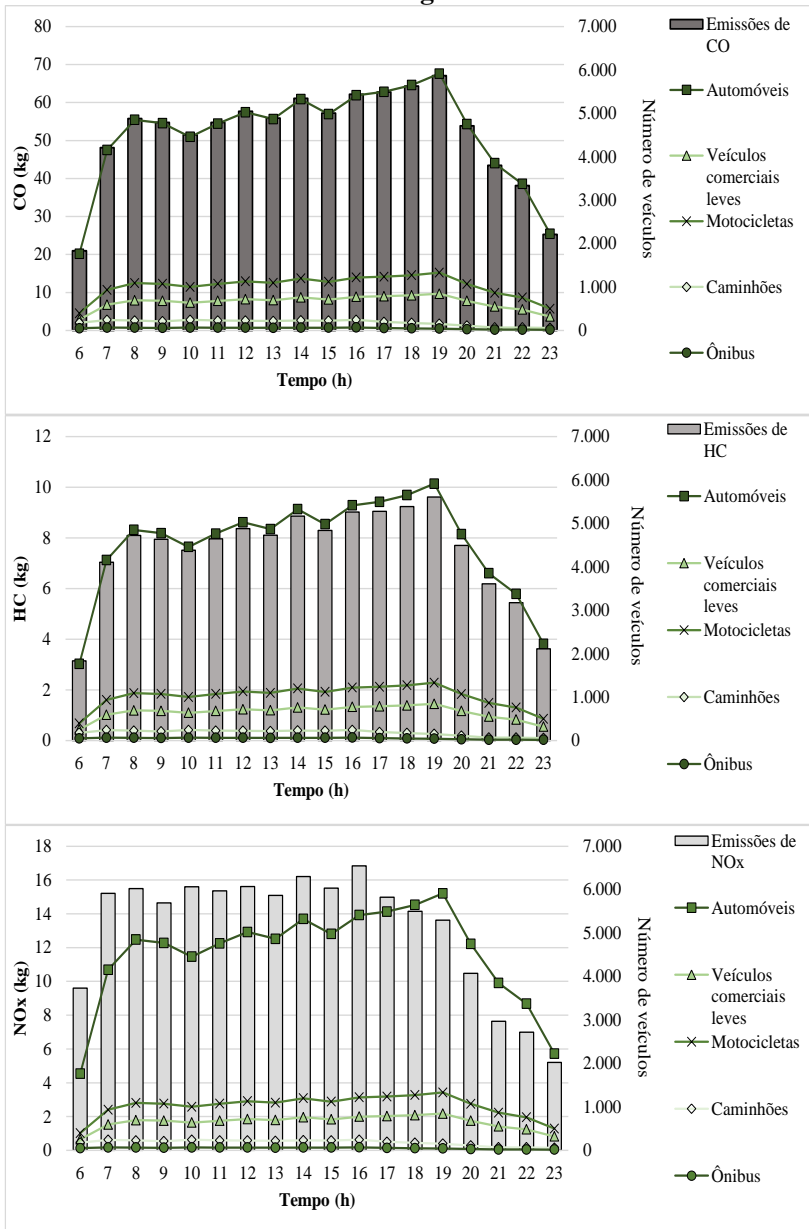 g
80
70
60
50
40
30
20
10
0
CO (kg)
7.000
6.000
5.000
4.000
3.000
2.000
1.000
0
Número de veículos
6 7 8 9 10 11 12 13 14 15 16 17 18 19 20 21 22 23
Tempo (h)
Emissões de
CO
Automóveis
Veículos
comerciais
leves
Motocicletas
Caminhões
Ônibus
12
10
8
6
4
2
0
HC (kg)
7.000
6.000
5.000
4.000
3.000
2.000
1.000
0
Número de veículos
6 7 8 9 10 11 12 13 14 15 16 17 18 19 20 21 22 23
Tempo (h)
Emissões de
HC
Automóveis
Veículos
comerciais
leves
Motocicletas
Caminhões
Ônibus
18
16
14
12
10
8
6
4
2
0
NOx (kg)
7.000
6.000
5.000
4.000
3.000
2.000
1.000
0
Número de veículos
6 7 8 9 10 11 12 13 14 15 16 17 18 19 20 21 22 23
Tempo (h)
Emissões de
NOx
Automóveis
Veículos
comerciais
leves
Motocicletas
Caminhões
Ônibus